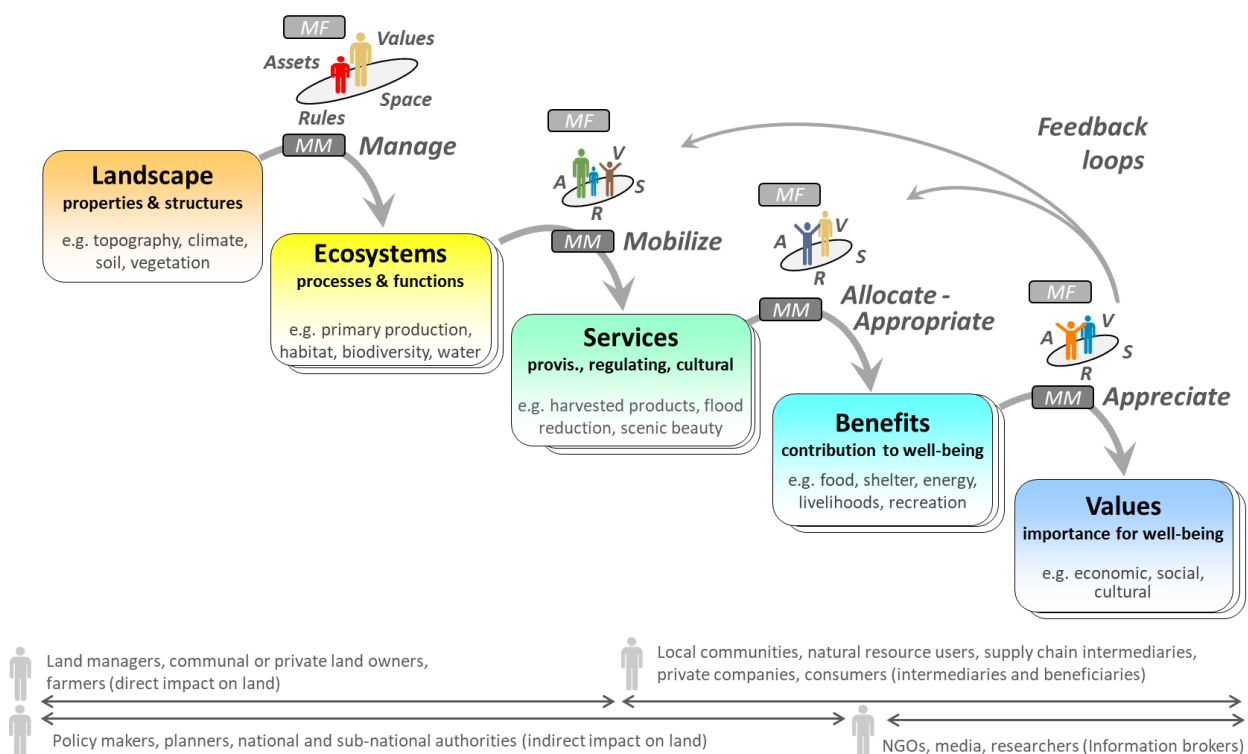 MF
Values
Assets
Space
Rules
MM
Manage
Landscape
properties & structures
e.g. topography, climate,
soil, vegetation
MF
V
A
S
R
MM
Mobilize
Feedback
loops
Ecosystems
processes & functions
e.g. primary production,
habitat, biodiversity, water
MF
V
A
S
R
MM
Allocate -
Appropriate
Services
provis., regulating, cultural
e.g. harvested products, flood
reduction, scenic beauty
MF
V
A
S
R
MM
Appreciate
Benefits
contribution to well-being
e.g. food, shelter, energy,
livelihoods, recreation
Values
importance for well-being
e.g. economic, social,
cultural
Land managers, communal or private land owners,
farmers (direct impact on land)
Local communities, natural resource users, supply chain intermediaries,
private companies, consumers (intermediaries and beneficiaries)
Policy makers, planners, national and sub-national authorities (indirect impact on land)
NGOs, media, researchers (Information brokers)